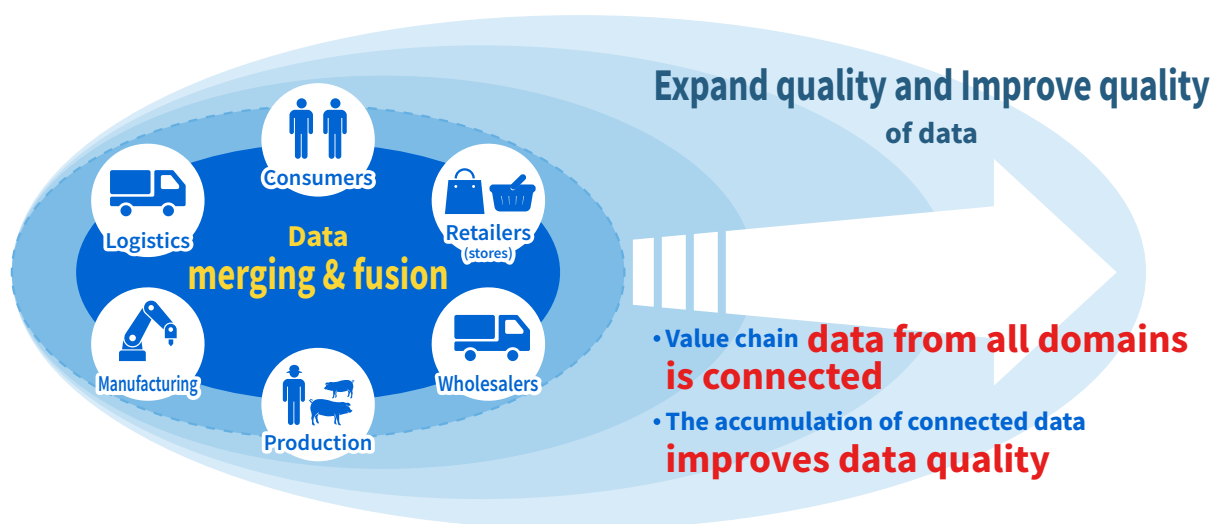 Expand quality and Improve quality
of data
Consumers
Logistics
Retailers
(stores)
Data
merging & fusion
Manufacturing
Wholesalers
Production
• Value chain data from all domains
is connected
• The accumulation of connected data
improves data quality